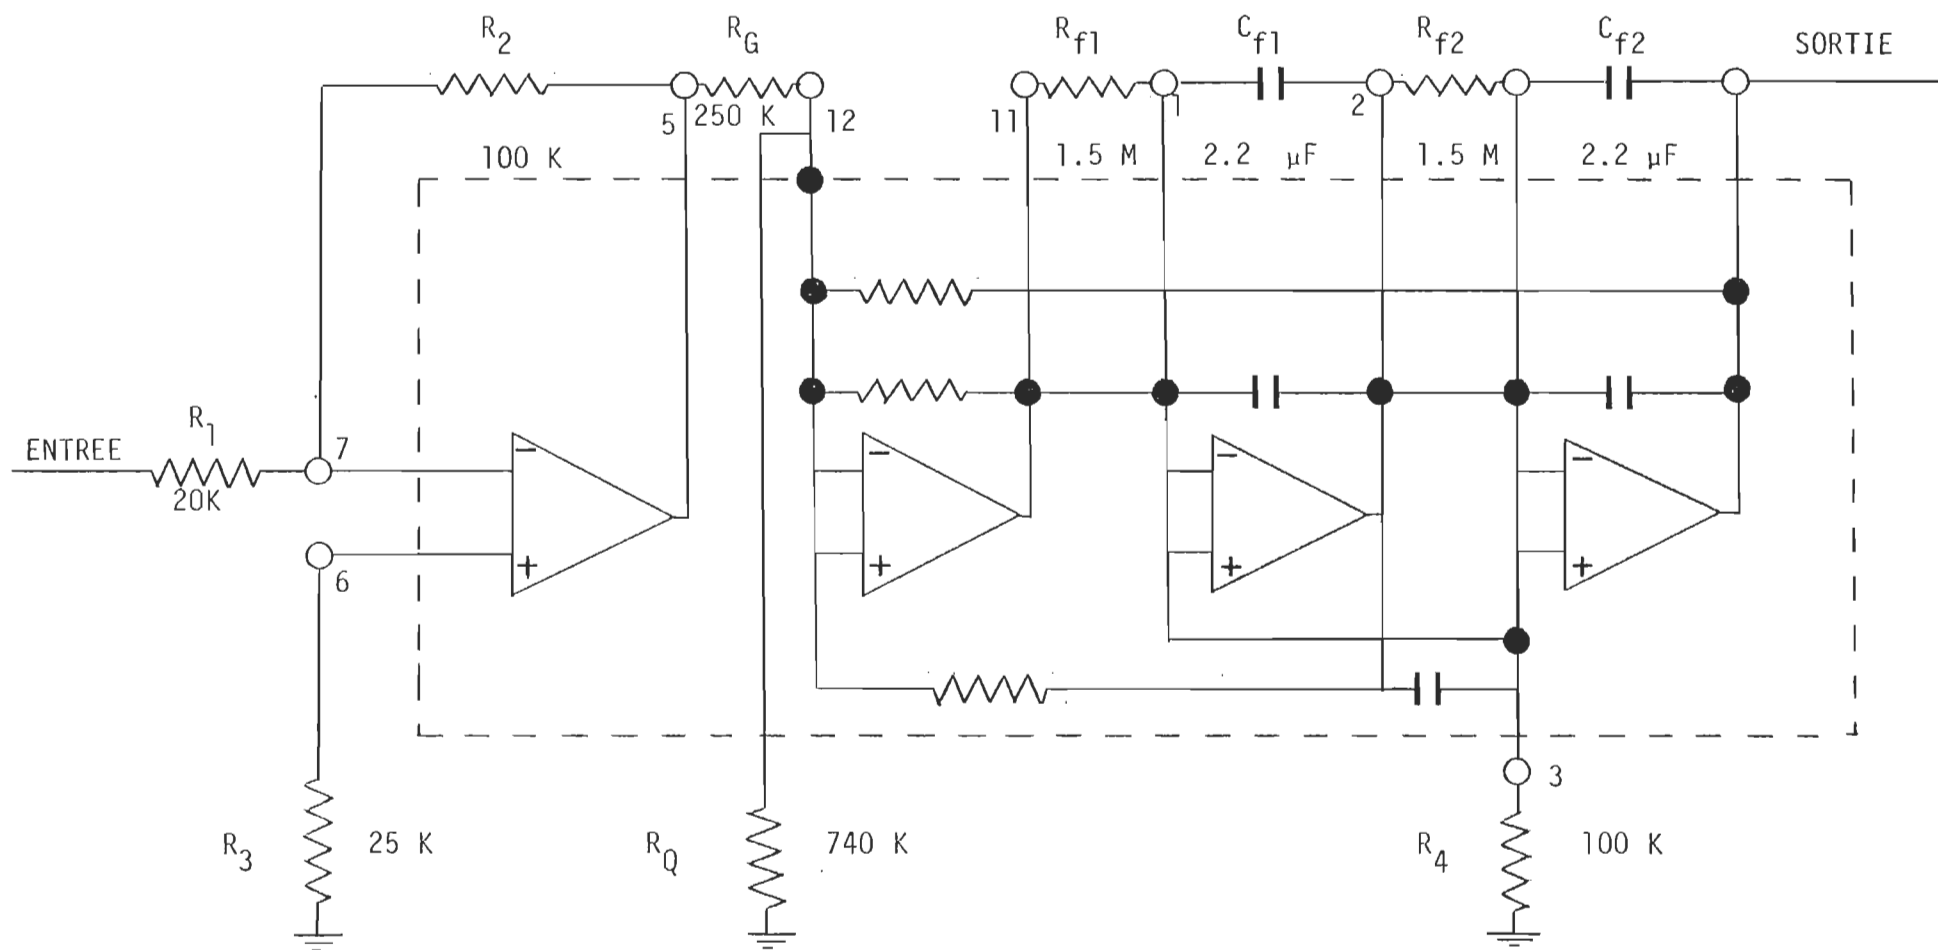 R2 RG Rf1 Cf1 Rf2 Cf2 SORTIE
5 250 K 12 11 1 2
100 K 1.5 M 2.2 µF 1.5 M 2.2 µF
R1 7
ENTREE
20K
− − − −
+ + + +
6
3
R3 25 K RQ 740 K R4 100 K